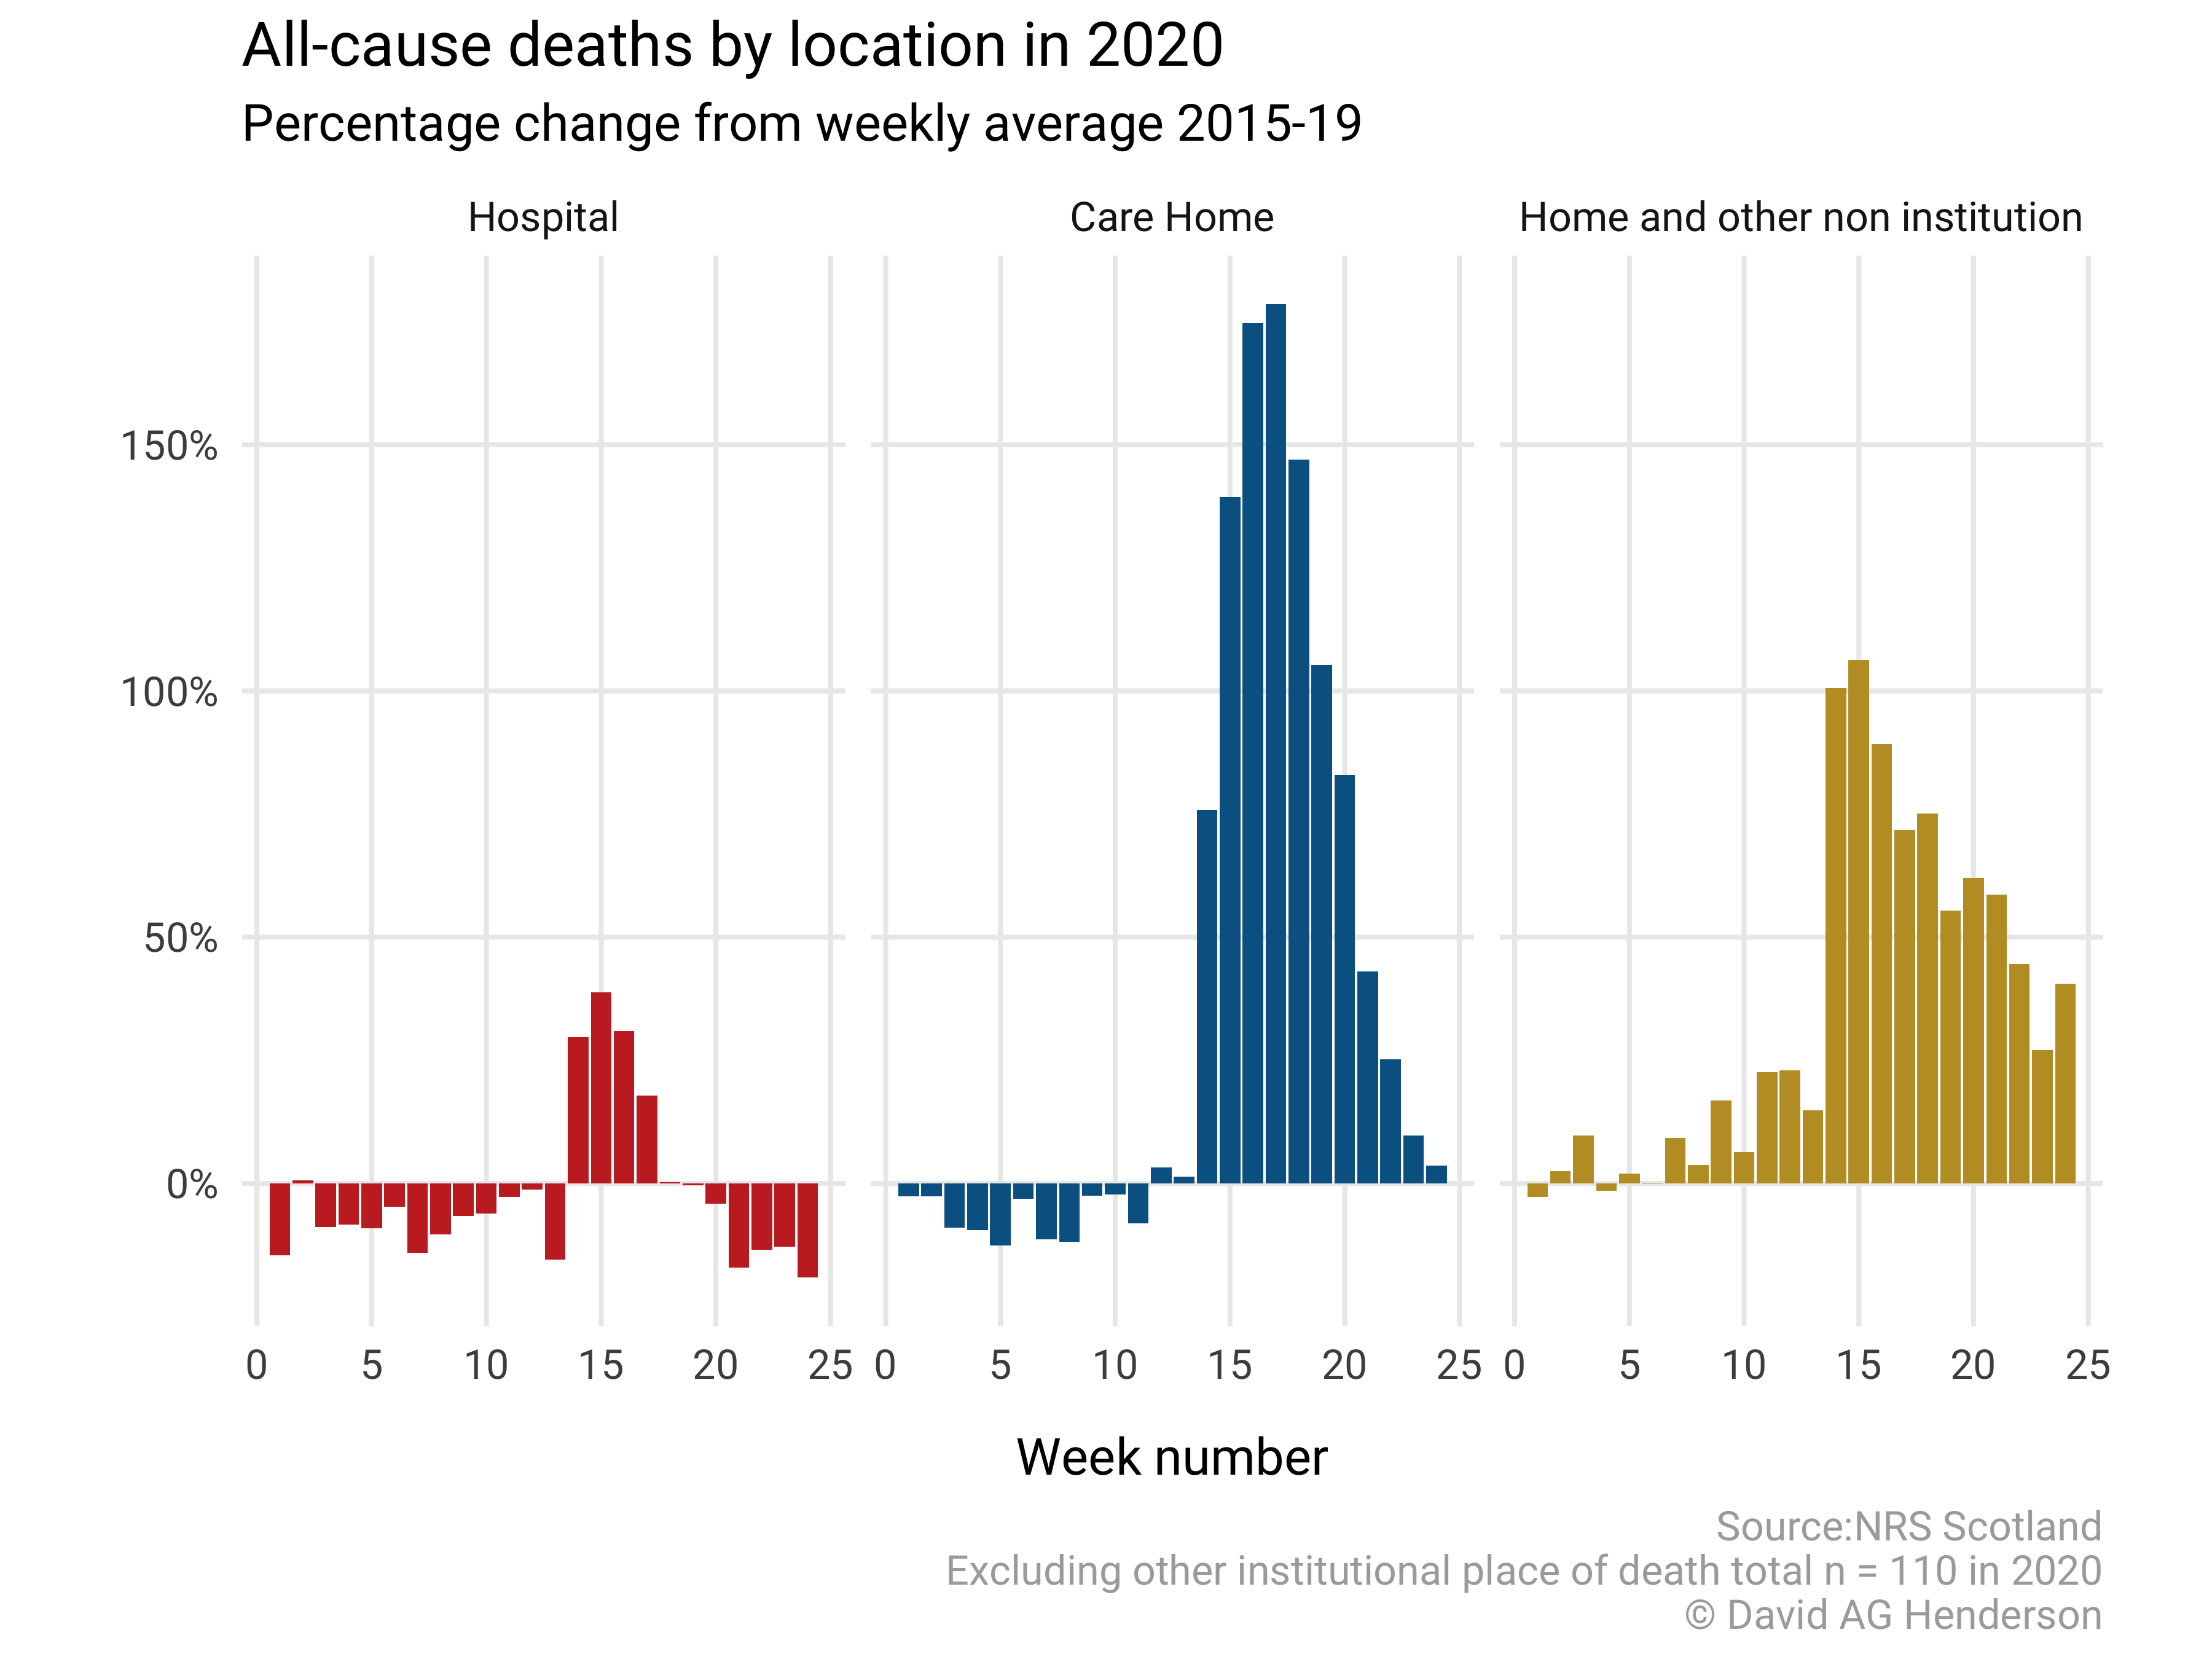 All-cause deaths by location in 2020
Percentage change from weekly average 2015-19
Hospital
Care Home
Home and other non institution
150%
100%
50%
0%
0 5 10 15 20 25
0 5 10 15 20 25
0 5 10 15 20 25
Week number
Source:NRS Scotland
Excluding other institutional place of death total n = 110 in 2020
© David AG Henderson